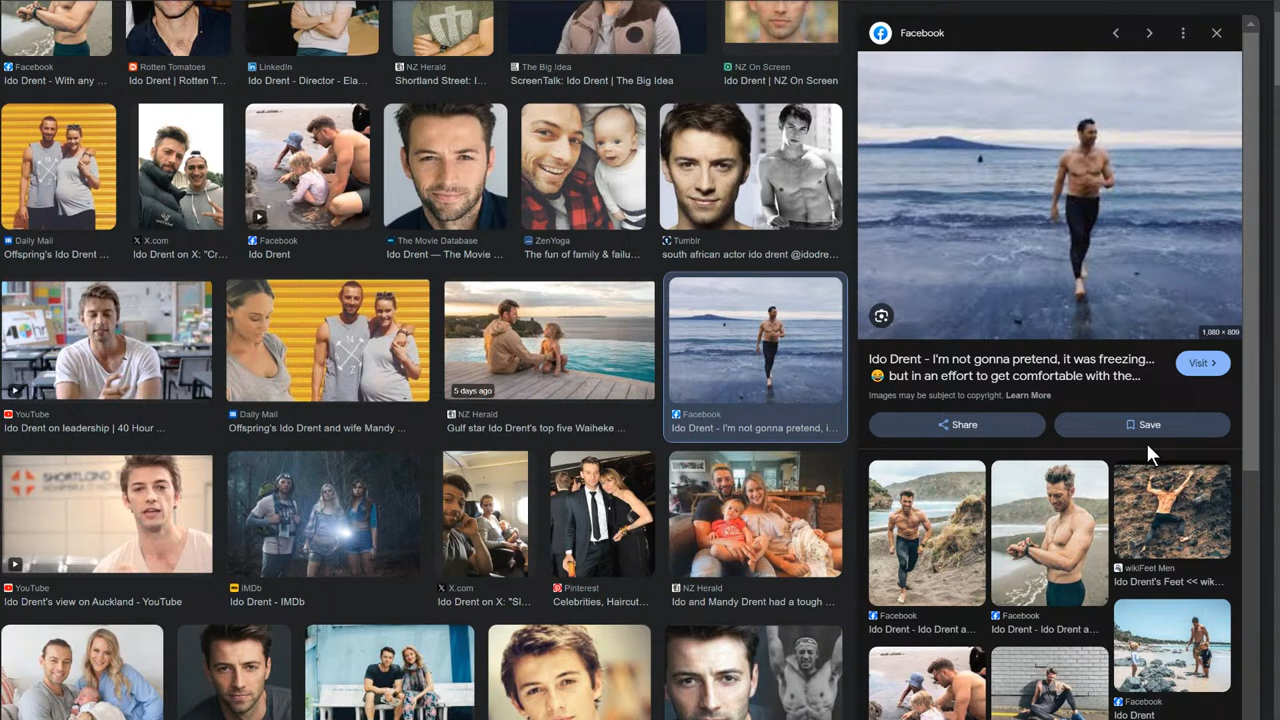 Facebook
Ido Drent - With any ...
Rotten Tomatoes
Ido Drent | Rotten T...
LinkedIn
Ido Drent - Director - Ela...
NZ Herald
Shortland Street: I...
The Big Idea
ScreenTalk: Ido Drent | The Big Idea
NZ On Screen
Ido Drent | NZ On Screen
Daily Mail
Offspring's Ido Drent ...
X.com
Ido Drent on X: "Cr...
Facebook
Ido Drent
The Movie Database
Ido Drent — The Movie ...
ZenYoga
The fun of family & failu...
Tumblr
south african actor ido drent @idodre...
40hr
YouTube
Ido Drent on leadership | 40 Hour ...
N Z
Daily Mail
Offspring's Ido Drent and wife Mandy ...
5 days ago
NZ Herald
Gulf star Ido Drent's top five Waiheke ...
Facebook
Ido Drent - I'm not gonna pretend, i...
SHORTLAND
YouTube
Ido Drent's view on Auckland - YouTube
IMDb
Ido Drent - IMDb
X.com
Ido Drent on X: "Sl...
Pinterest
Celebrities, Haircut...
NZ Herald
Ido and Mandy Drent had a tough ...
Facebook
1,080 × 809
Ido Drent - I'm not gonna pretend, it was freezing...
😂 but in an effort to get comfortable with the...
Visit >
Images may be subject to copyright. Learn More
Share
Save
Facebook
Ido Drent - Ido Drent a...
Facebook
Ido Drent - Ido Drent a...
wikiFeet Men
Ido Drent's Feet << wik...
Facebook
Ido Drent